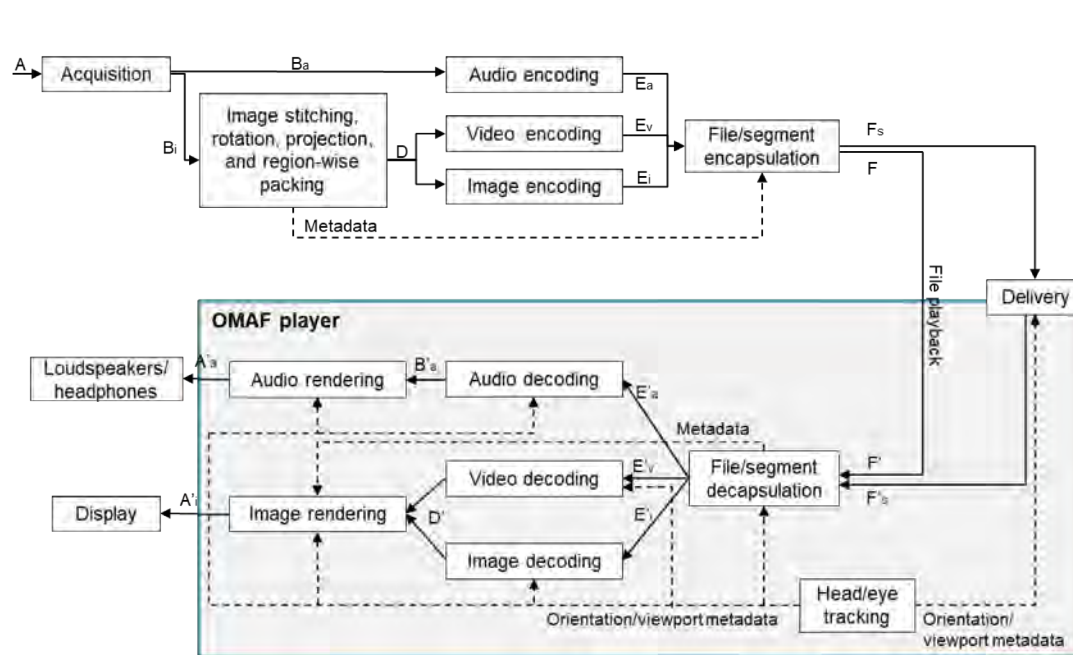 A
Acquisition
Ba
Audio encoding
Ea
Bi
Image stitching,
rotation, projection,
and region-wise
packing
D
Video encoding
Ev
Image encoding
Ei
File/segment
encapsulation
Fs
F
Metadata
File playback
Delivery
OMAF player
Loudspeakers/
headphones
A'a
Audio rendering
B'a
Audio decoding
E'a
Metadata
Video decoding
E'v
File/segment
decapsulation
F'
F's
Display
A'i
Image rendering
D'
E'i
Image decoding
Head/eye
tracking
Orientation/viewport metadata
Orientation/
viewport metadata